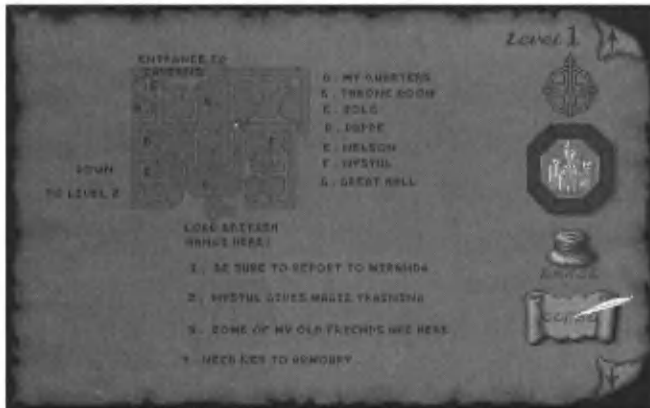 Level 1
ENTRANCE TO
CAVERNS
A. MY QUARTERS
B. THRONE ROOM
C. FOLO
D. DUPRE
E. NELSON
F. NYSTUL
G. GREAT HALL
DOWN
TO LEVEL 2
LORD BRITISH
HANGS HERE!
1. BE SURE TO REPORT TO MIRANDA
2. NYSTUL GIVES MAGIC TRAINING
3. SOME OF MY OLD FRIENDS ARE HERE
4. NEED KEY TO ARMOURY
ERASE